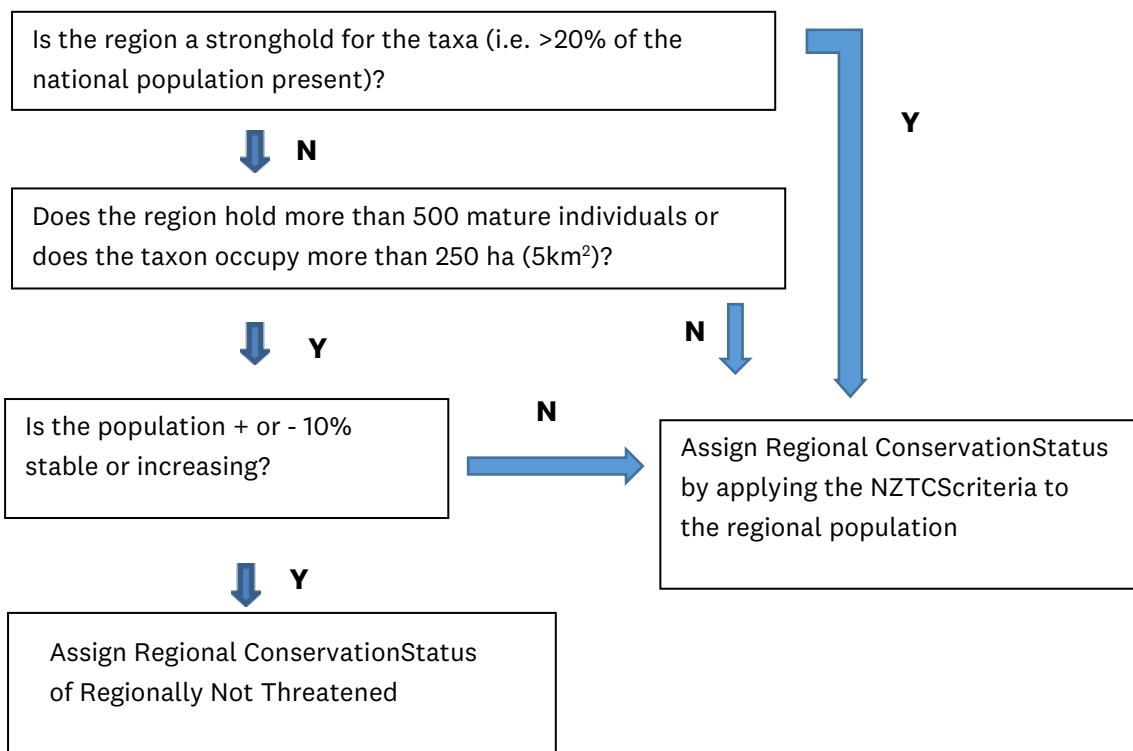 Is the region a stronghold for the taxa (i.e. >20% of the
national population present)?
Y
N
Does the region hold more than 500 mature individuals or
does the taxon occupy more than 250 ha (5km²)?
Y
N
Is the population + or - 10%
stable or increasing?
N
Assign Regional ConservationStatus
by applying the NZTCScriteria to
the regional population
Y
Assign Regional ConservationStatus
of Regionally Not Threatened